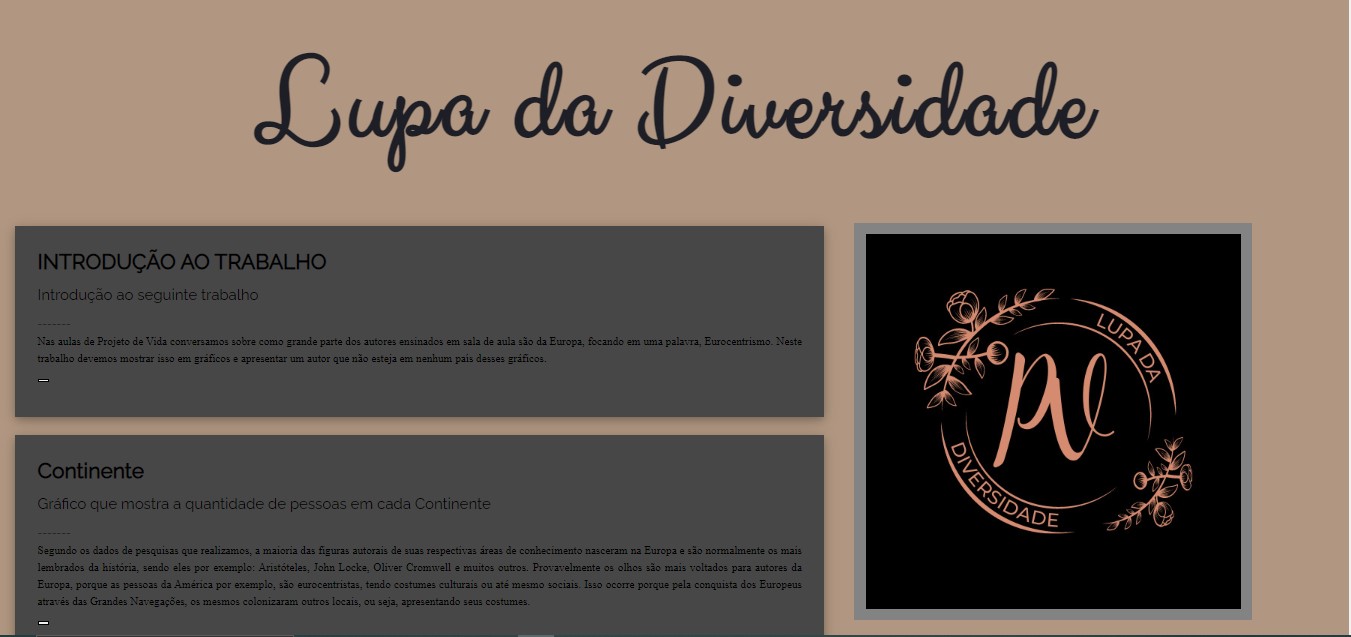 Lupa da Diversidade
INTRODUÇÃO AO TRABALHO
Introdução ao seguinte trabalho
-------
Nas aulas de Projeto de Vida conversamos sobre como grande parte dos autores ensinados em sala de aula são da Europa, focando em uma palavra, Eurocentrismo. Neste
trabalho devemos mostrar isso em gráficos e apresentar um autor que não esteja em nenhum país desses gráficos.
Continente
Gráfico que mostra a quantidade de pessoas em cada Continente
-------
Segundo os dados de pesquisas que realizamos, a maioria das figuras autorais de suas respectivas áreas de conhecimento nasceram na Europa e são normalmente os mais
lembrados da história, sendo eles por exemplo: Aristóteles, John Locke, Oliver Cromwell e muitos outros. Provavelmente os olhos são mais voltados para autores da
Europa, porque as pessoas da América por exemplo, são eurocentristas, tendo costumes culturais ou até mesmo sociais. Isso ocorre porque pela conquista dos Europeus
através das Grandes Navegações, os mesmos colonizaram outros locais, ou seja, apresentando seus costumes.
LUPA DA
DIVERSIDADE